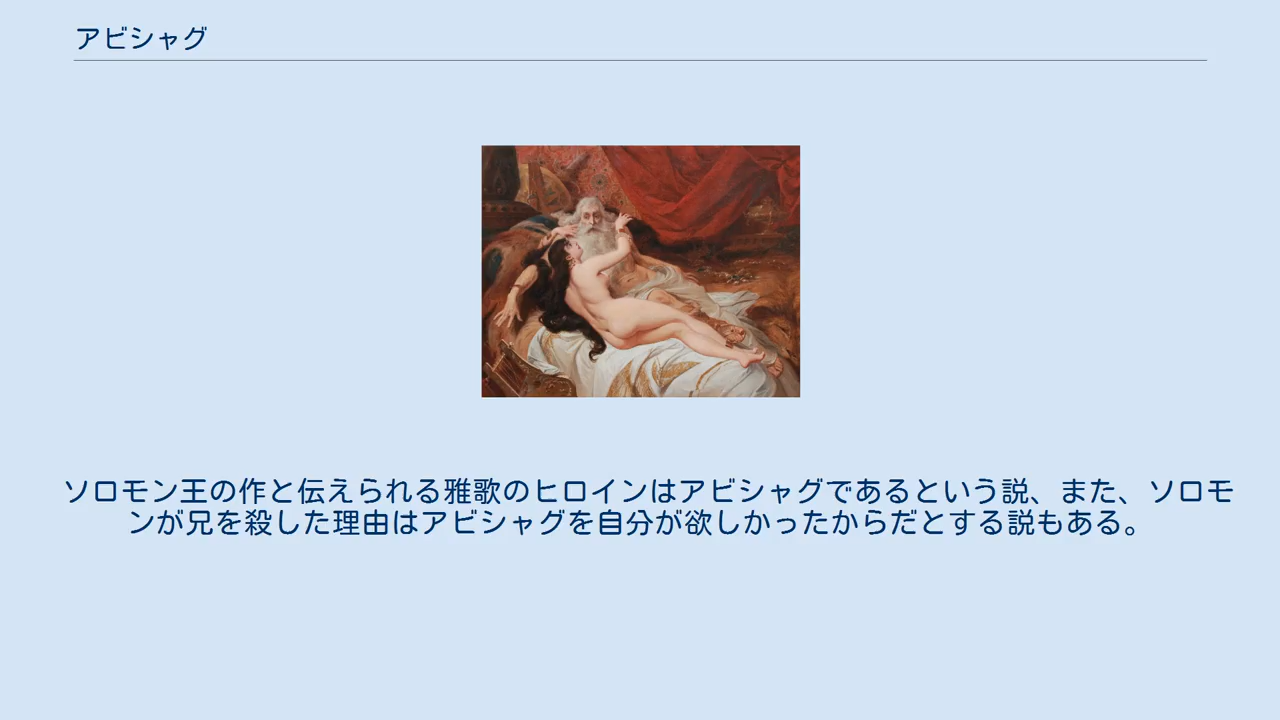 アビシャグ
ソロモン王の作と伝えられる雅歌のヒロインはアビシャグであるという説、また、ソロモ
ンが兄を殺した理由はアビシャグを自分が欲しかったからだとする説もある。